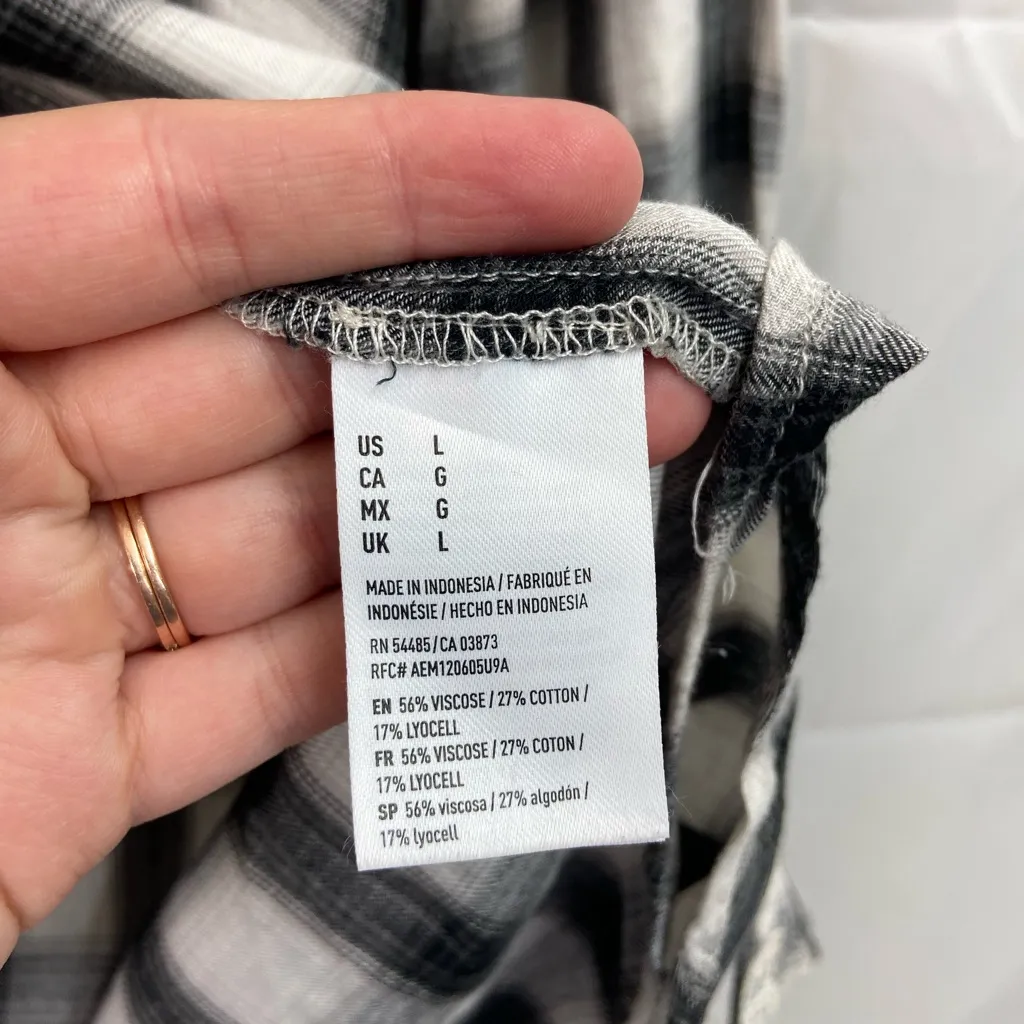 US L
CA G
MX G
UK L
MADE IN INDONESIA / FABRIQUÉ EN
INDONÉSIE / HECHO EN INDONESIA
RN 54485/CA 03873
RFC# AEM120605U9A
EN 56% VISCOSE / 27% COTTON /
17% LYOCELL
FR 56% VISCOSE / 27% COTON /
17% LYOCELL
SP 56% viscosa / 27% algodón /
17% lyocell